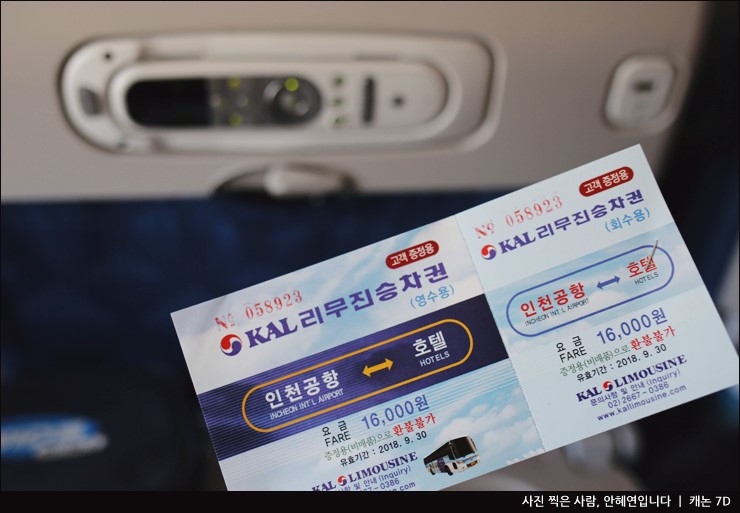 고객 증정용
Nº 058923
KAL 리무진승차권
(영수용)
인천공항 호텔
INCHEON INT'L AIRPORT HOTELS
요금 16,000원
FARE
증정용(비매품)으로 환불불가
유효기간 : 2018. 9. 30
KAL LIMOUSINE
및 안내 (Inquiry)
고객 증정용
Nº 058923
KAL 리무진승차권
(회수용)
인천공항 호텔
INCHEON INT'L AIRPORT HOTELS
요금 16,000원
FARE
증정용(비매품)으로 환불불가
유효기간 : 2018. 9. 30
KAL LIMOUSINE
문의사항 및 안내 (Inquiry)
02) 2667-0386
www.kallimousine.com
사진 찍은 사람, 안혜연입니다 | 캐논 7D